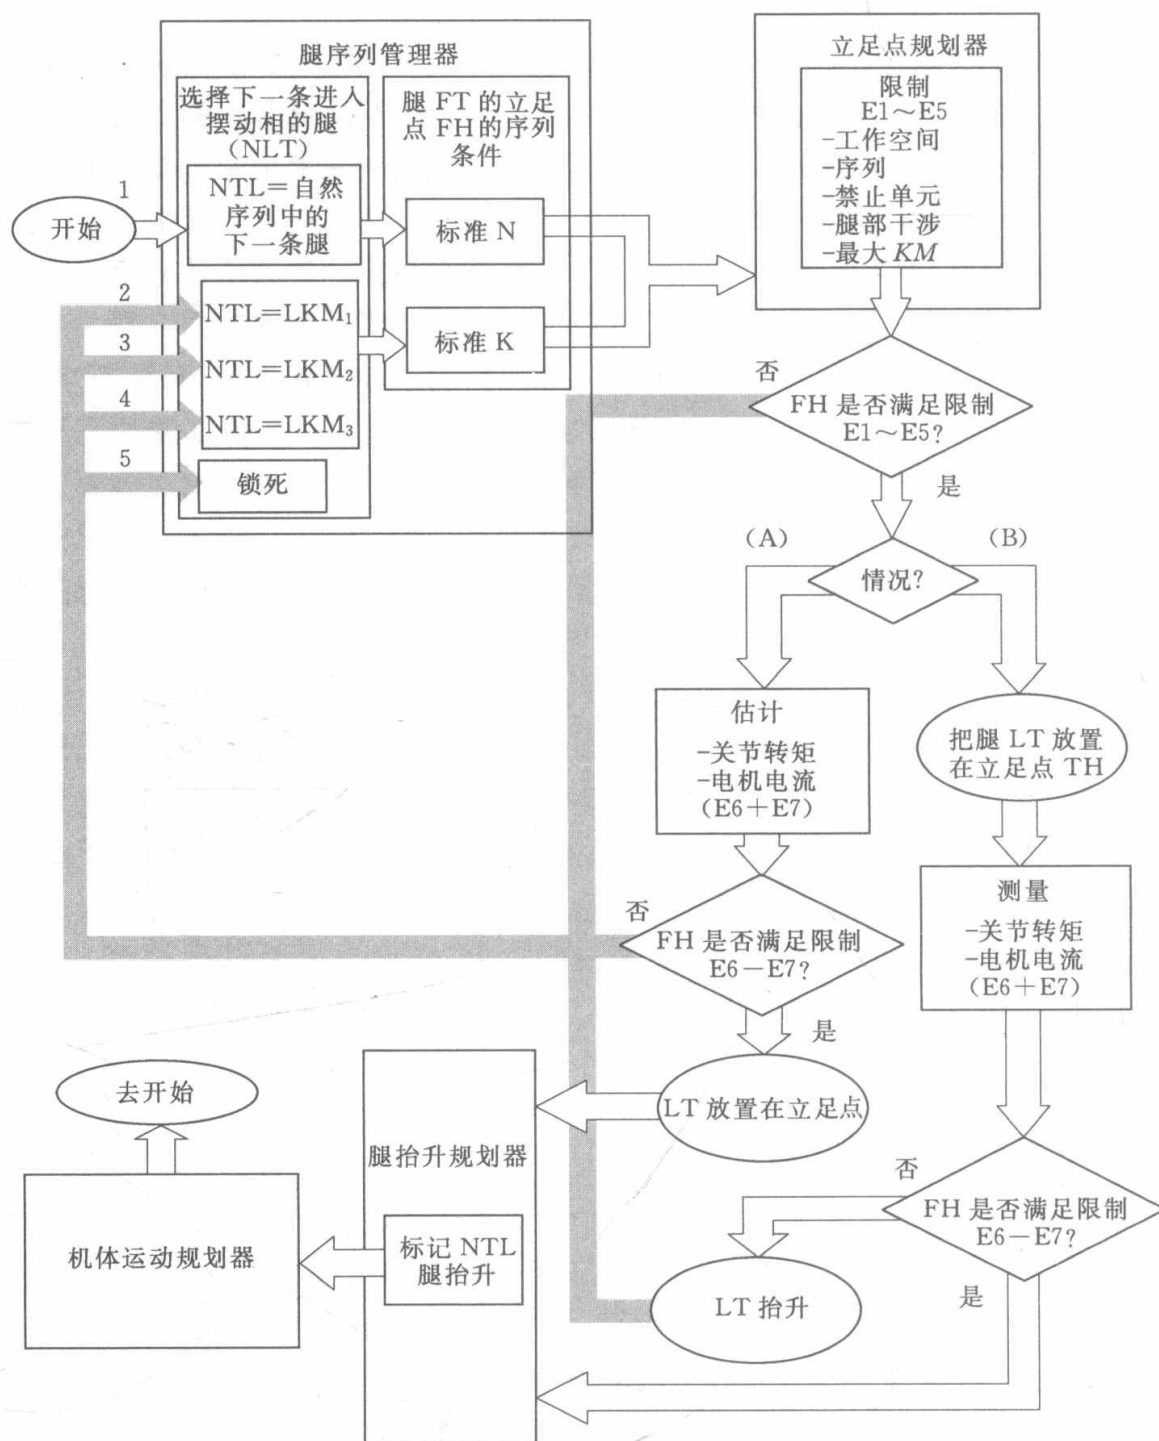 腿序列管理器
选择下一条进入
摆动相的腿
（NLT）
NTL＝自然
序列中的
下一条腿
NTL＝LKM₁
NTL＝LKM₂
NTL＝LKM₃
锁死
腿 FT 的立足
点 FH 的序列
条件
标准 N
标准 K
开始
1
2
3
4
5
立足点规划器
限制
E1～E5
-工作空间
-序列
-禁止单元
-腿部干涉
-最大 KM
否
FH 是否满足限制
E1～E5？
是
（A）
（B）
情况？
估计
-关节转矩
-电机电流
（E6＋E7）
把腿 LT 放置
在立足点 TH
否
FH 是否满足限制
E6－E7？
是
测量
-关节转矩
-电机电流
（E6＋E7）
LT 放置在立足点
否
FH 是否满足限制
E6－E7？
是
LT 抬升
腿抬升规划器
标记 NTL
腿抬升
机体运动规划器
去开始